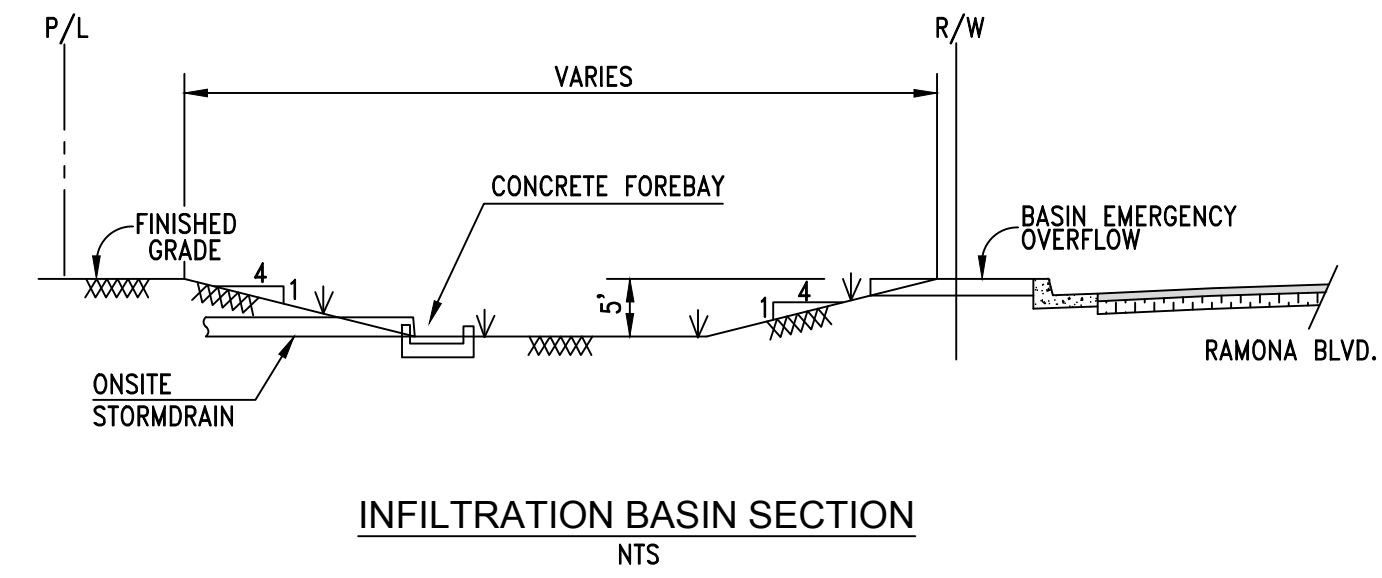 P/L
R/W
VARIES
CONCRETE FOREBAY
FINISHED
GRADE
BASIN EMERGENCY
OVERFLOW
4
1
5'
1
4
RAMONA BLVD.
ONSITE
STORMDRAIN
INFILTRATION BASIN SECTION
NTS